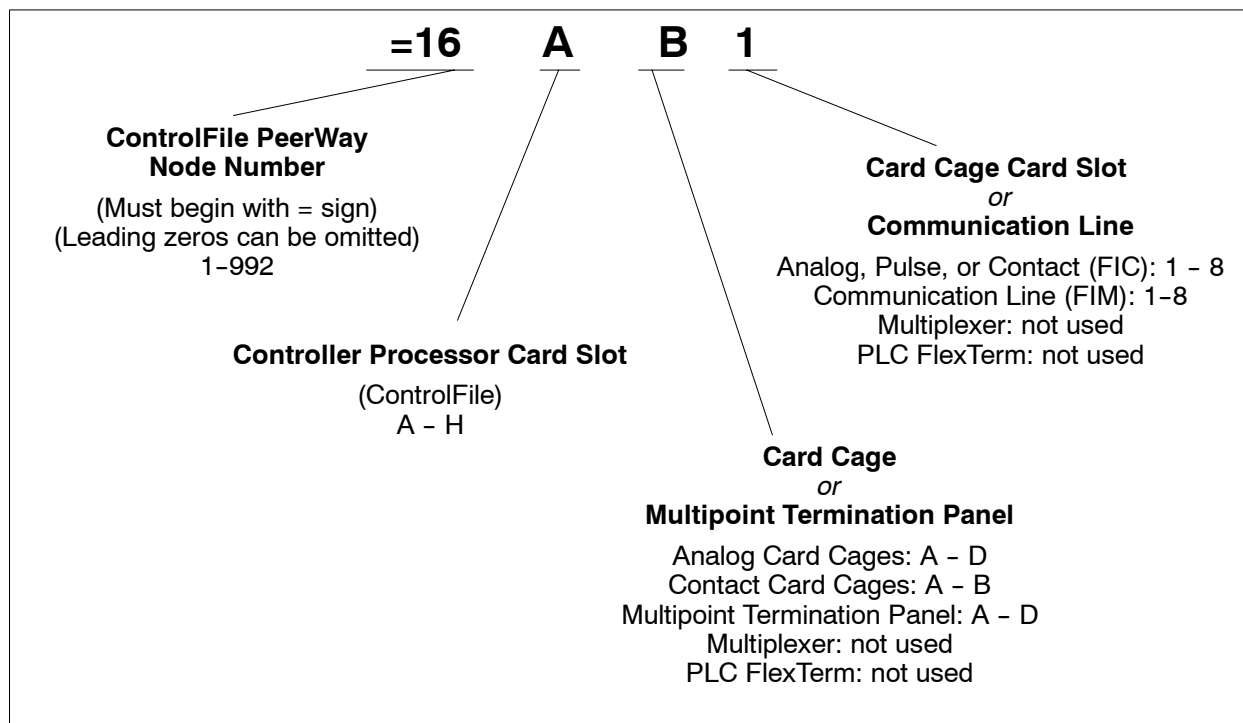 =16 A B 1
ControlFile PeerWay
Node Number
(Must begin with = sign)
(Leading zeros can be omitted)
1–992
Card Cage Card Slot
or
Communication Line
Analog, Pulse, or Contact (FIC): 1 – 8
Communication Line (FIM): 1–8
Multiplexer: not used
PLC FlexTerm: not used
Controller Processor Card Slot
(ControlFile)
A – H
Card Cage
or
Multipoint Termination Panel
Analog Card Cages: A – D
Contact Card Cages: A – B
Multipoint Termination Panel: A – D
Multiplexer: not used
PLC FlexTerm: not used